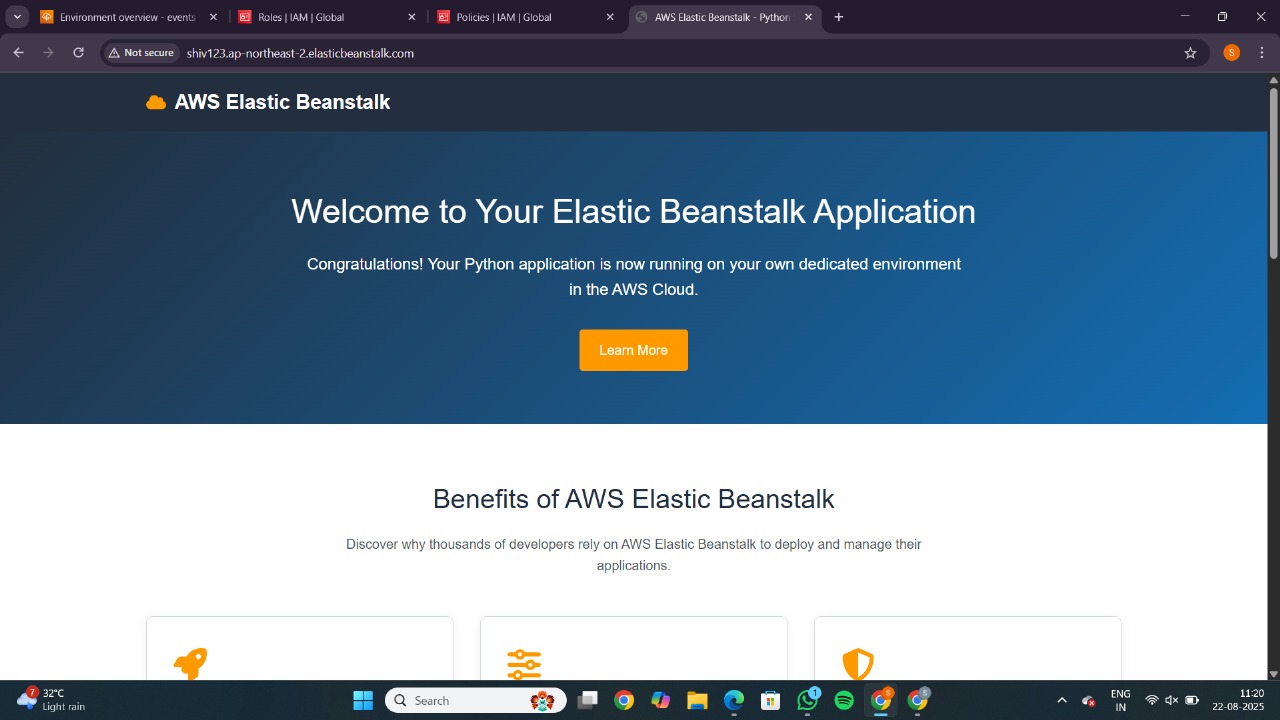 Environment overview - events
Roles | IAM | Global
Policies | IAM | Global
AWS Elastic Beanstalk - Python
Not secure
shiv123.ap-northeast-2.elasticbeanstalk.com
S
AWS Elastic Beanstalk
Welcome to Your Elastic Beanstalk Application
Congratulations! Your Python application is now running on your own dedicated environment
in the AWS Cloud.
Learn More
Benefits of AWS Elastic Beanstalk
Discover why thousands of developers rely on AWS Elastic Beanstalk to deploy and manage their
applications.
7
32°C
Light rain
Search
1
S
S
ENG
IN
11:20
22-08-2025